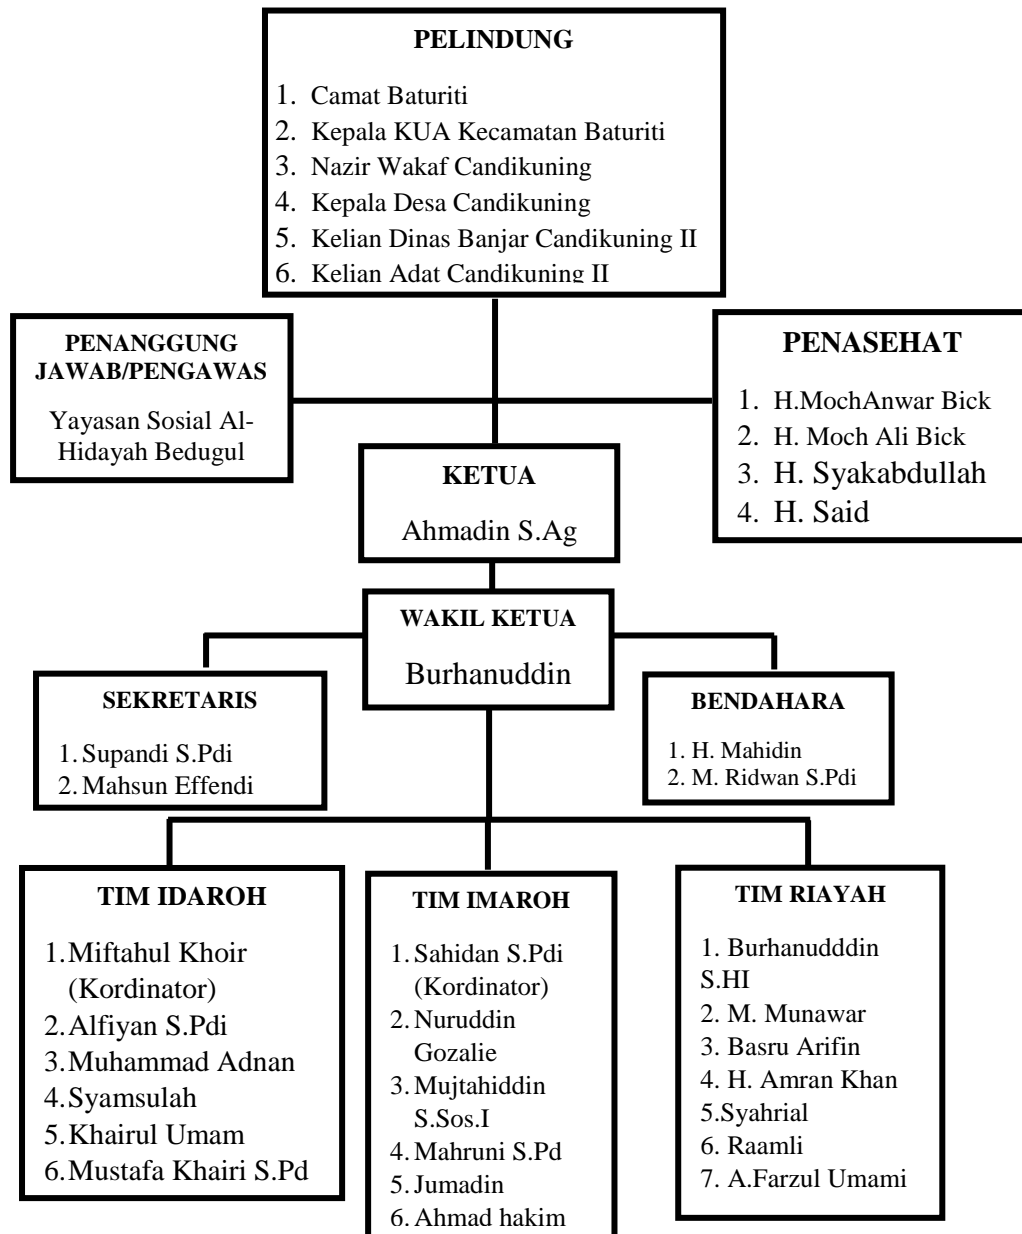 PELINDUNG
1. Camat Baturiti
2. Kepala KUA Kecamatan Baturiti
3. Nazir Wakaf Candikuning
4. Kepala Desa Candikuning
5. Kelian Dinas Banjar Candikuning II
6. Kelian Adat Candikuning II
PENANGGUNG
JAWAB/PENGAWAS
Yayasan Sosial Al-
Hidayah Bedugul
PENASEHAT
1. H.MochAnwar Bick
2. H. Moch Ali Bick
3. H. Syakabdullah
4. H. Said
KETUA
Ahmadin S.Ag
WAKIL KETUA
Burhanuddin
SEKRETARIS
1. Supandi S.Pdi
2. Mahsun Effendi
BENDAHARA
1. H. Mahidin
2. M. Ridwan S.Pdi
TIM IDAROH
1. Miftahul Khoir
(Kordinator)
2. Alfiyan S.Pdi
3. Muhammad Adnan
4. Syamsulah
5. Khairul Umam
6. Mustafa Khairi S.Pd
TIM IMAROH
1. Sahidan S.Pdi
(Kordinator)
2. Nuruddin
Gozalie
3. Mujtahiddin
S.Sos.I
4. Mahruni S.Pd
5. Jumadin
6. Ahmad hakim
TIM RIAYAH
1. Burhanudddin
S.HI
2. M. Munawar
3. Basru Arifin
4. H. Amran Khan
5.Syahrial
6. Raamli
7. A.Farzul Umami